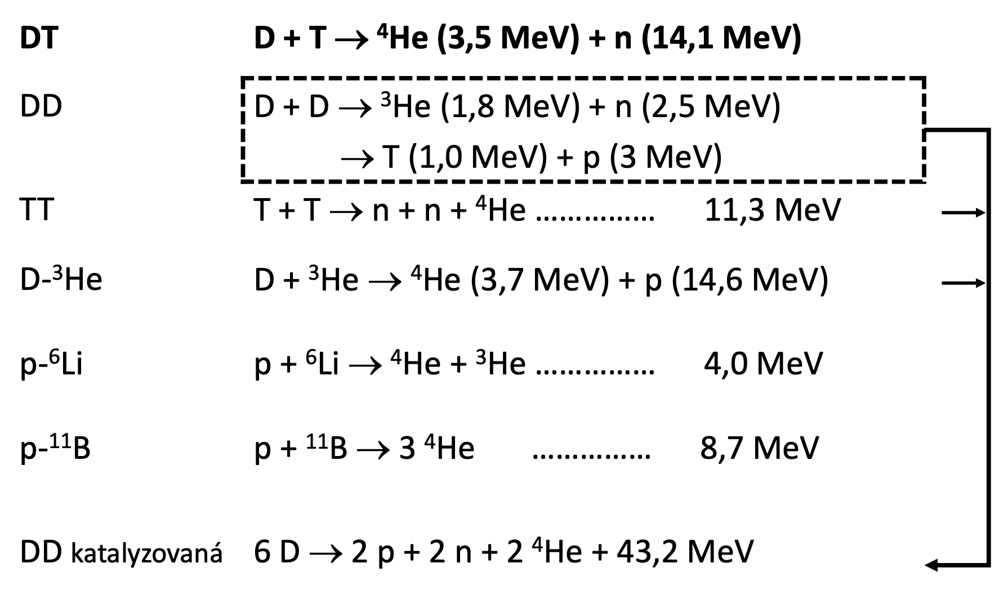 DT D + T → ⁴He (3,5 MeV) + n (14,1 MeV)
DD D + D → ³He (1,8 MeV) + n (2,5 MeV)
→ T (1,0 MeV) + p (3 MeV)
TT T + T → n + n + ⁴He …………… 11,3 MeV
D-³He D + ³He → ⁴He (3,7 MeV) + p (14,6 MeV)
p-⁶Li p + ⁶Li → ⁴He + ³He …………… 4,0 MeV
p-¹¹B p + ¹¹B → 3 ⁴He …………… 8,7 MeV
DD katalyzovaná 6 D → 2 p + 2 n + 2 ⁴He + 43,2 MeV